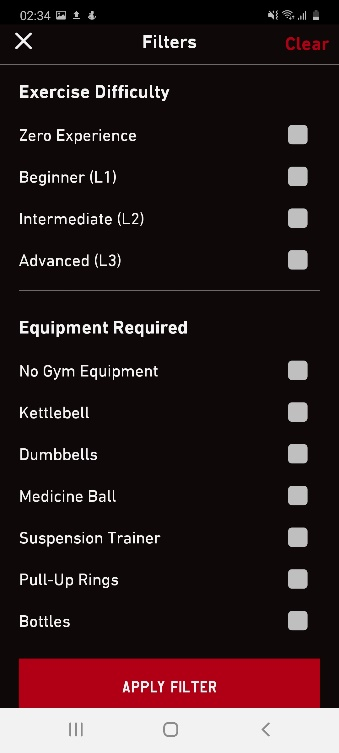 02:34
Filters
Clear
Exercise Difficulty
Zero Experience
Beginner (L1)
Intermediate (L2)
Advanced (L3)
Equipment Required
No Gym Equipment
Kettlebell
Dumbbells
Medicine Ball
Suspension Trainer
Pull-Up Rings
Bottles
APPLY FILTER